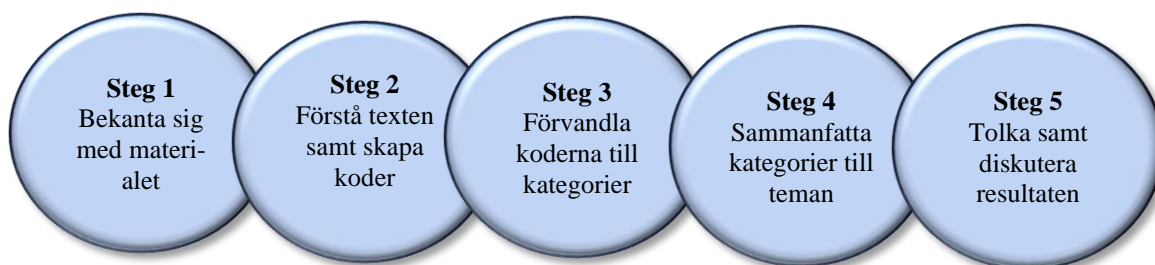 Steg 1
Bekanta sig
med materi-
alet
Steg 2
Förstå texten
samt skapa
koder
Steg 3
Förvandla
koderna till
kategorier
Steg 4
Sammanfatta
kategorier till
teman
Steg 5
Tolka samt
diskutera
resultaten